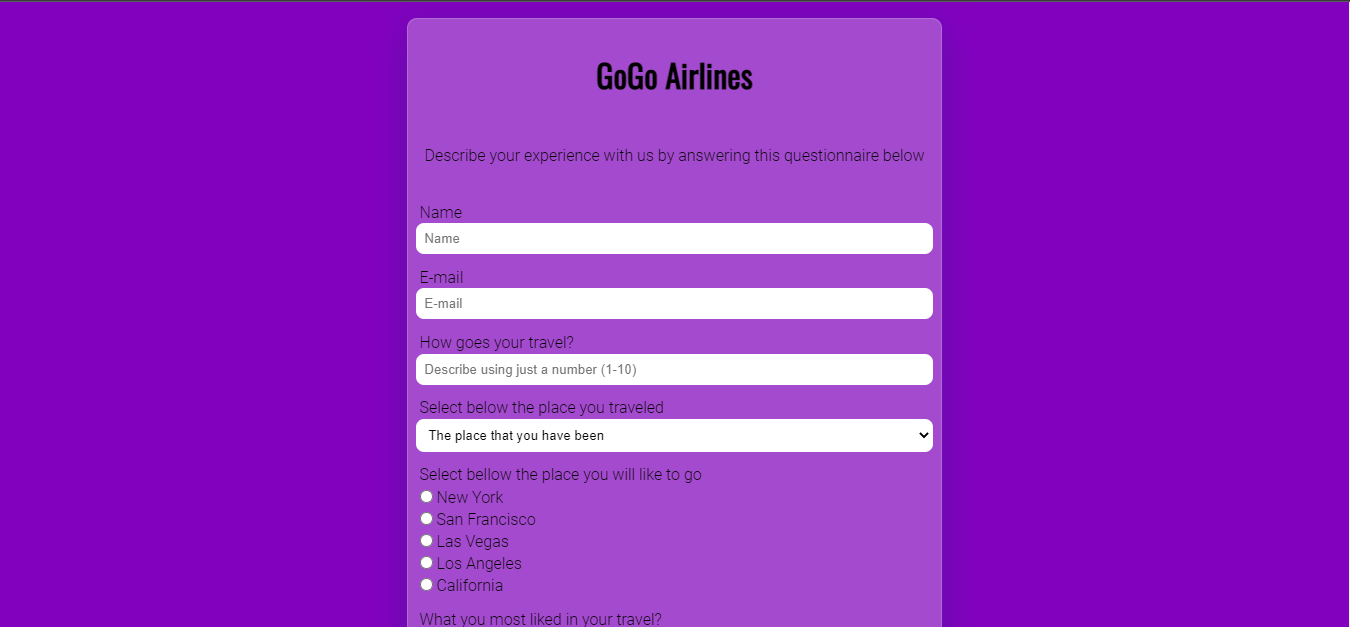 GoGo Airlines
Describe your experience with us by answering this questionnaire below
Name
Name
E-mail
E-mail
How goes your travel?
Describe using just a number (1-10)
Select below the place you traveled
The place that you have been
Select bellow the place you will like to go
New York
San Francisco
Las Vegas
Los Angeles
California
What you most liked in your travel?